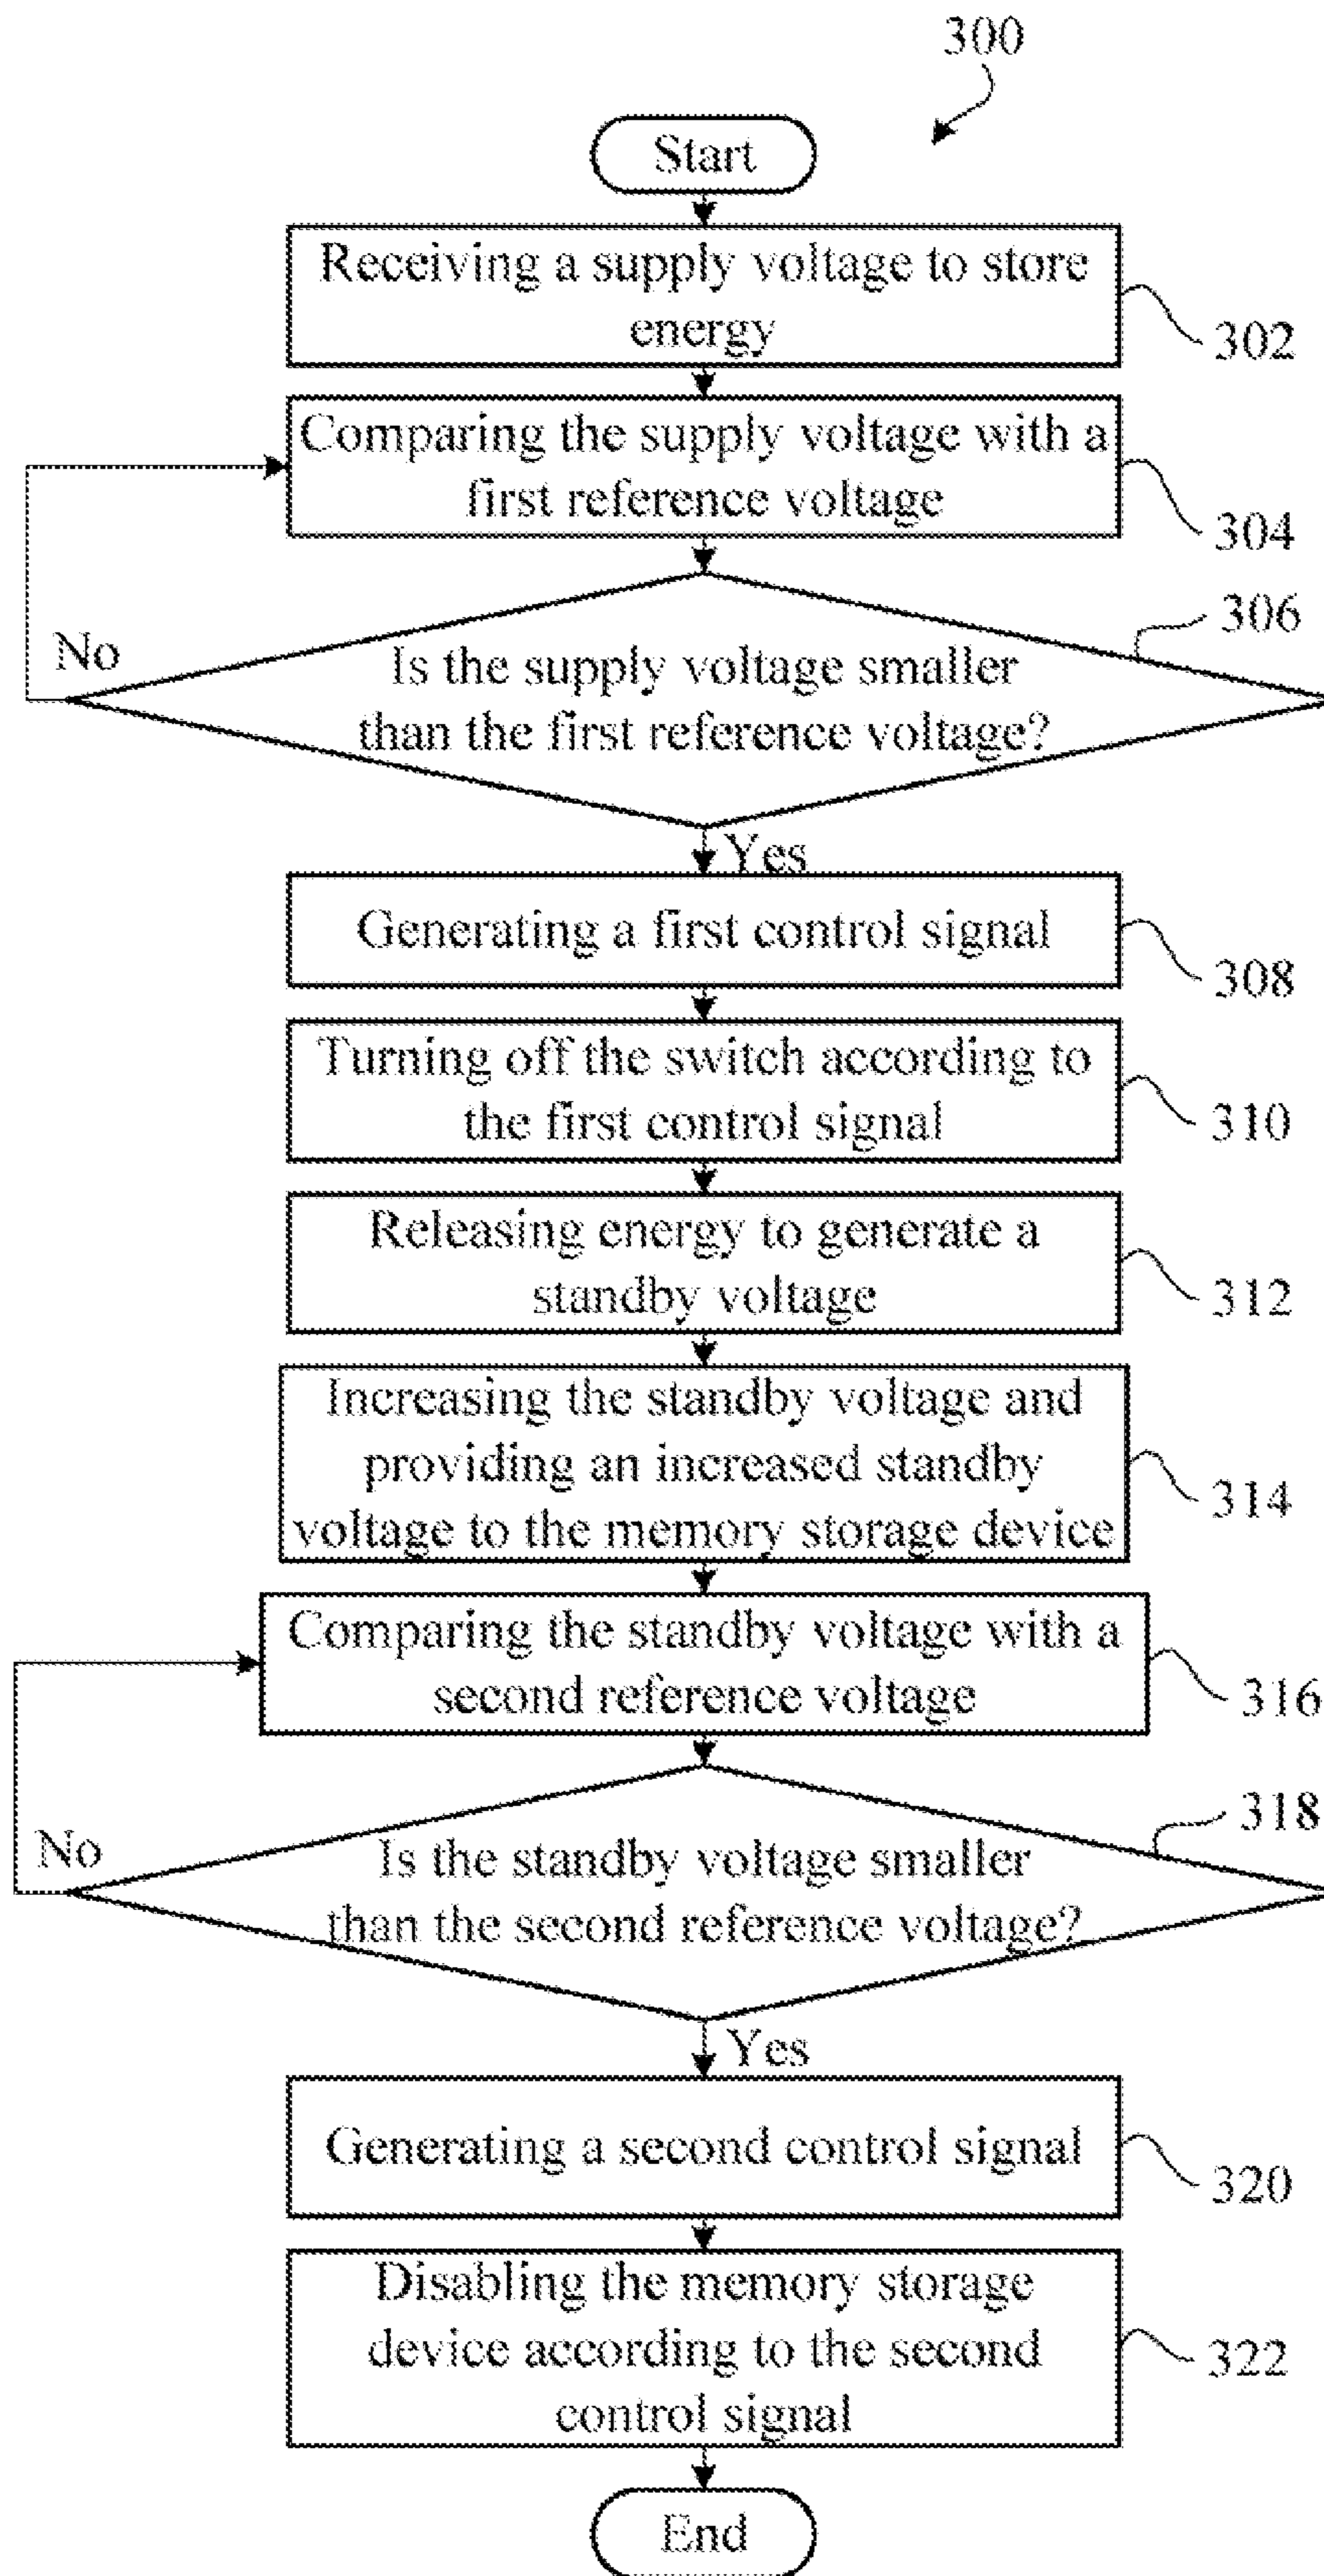 300
Start
Receiving a supply voltage to store
energy
302
Comparing the supply voltage with a
first reference voltage
304
306
No
Is the supply voltage smaller
than the first reference voltage?
Yes
Generating a first control signal
308
Turning off the switch according to
the first control signal
310
Releasing energy to generate a
standby voltage
312
Increasing the standby voltage and
providing an increased standby
voltage to the memory storage device
314
Comparing the standby voltage with a
second reference voltage
316
318
No
Is the standby voltage smaller
than the second reference voltage?
Yes
Generating a second control signal
320
Disabling the memory storage
device according to the second
control signal
322
End